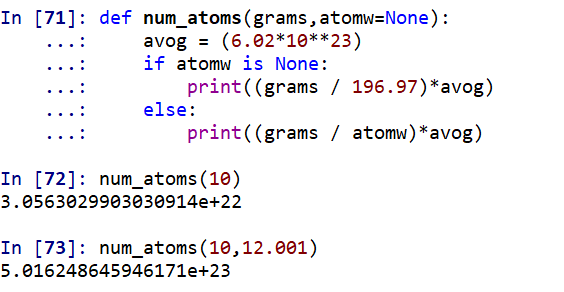 In [71]: def num_atoms(grams,atomw=None):
    ...:     avog = (6.02*10**23)
    ...:     if atomw is None:
    ...:         print((grams / 196.97)*avog)
    ...:     else:
    ...:         print((grams / atomw)*avog)
In [72]: num_atoms(10)
3.0563029903030914e+22
In [73]: num_atoms(10,12.001)
5.016248645946171e+23